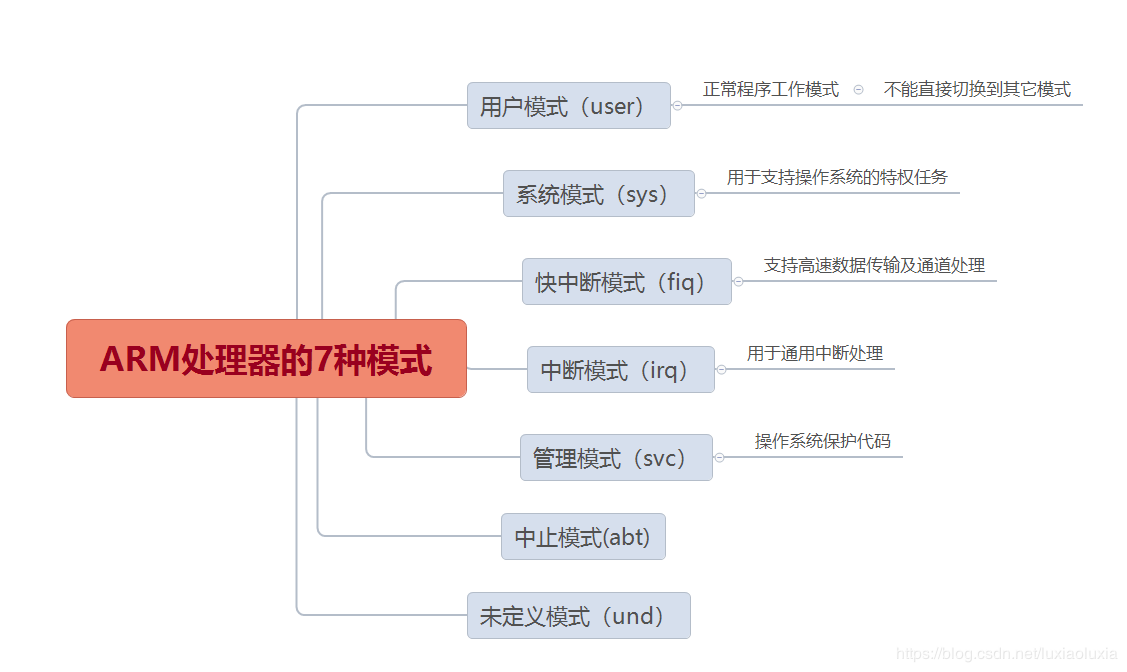 用户模式（user）
正常程序工作模式
不能直接切换到其它模式
系统模式（sys）
用于支持操作系统的特权任务
快中断模式（fiq）
支持高速数据传输及通道处理
ARM处理器的7种模式
中断模式（irq）
用于通用中断处理
管理模式（svc）
操作系统保护代码
中止模式(abt)
未定义模式（und）
https://blog.csdn.net/luxiaoluxia